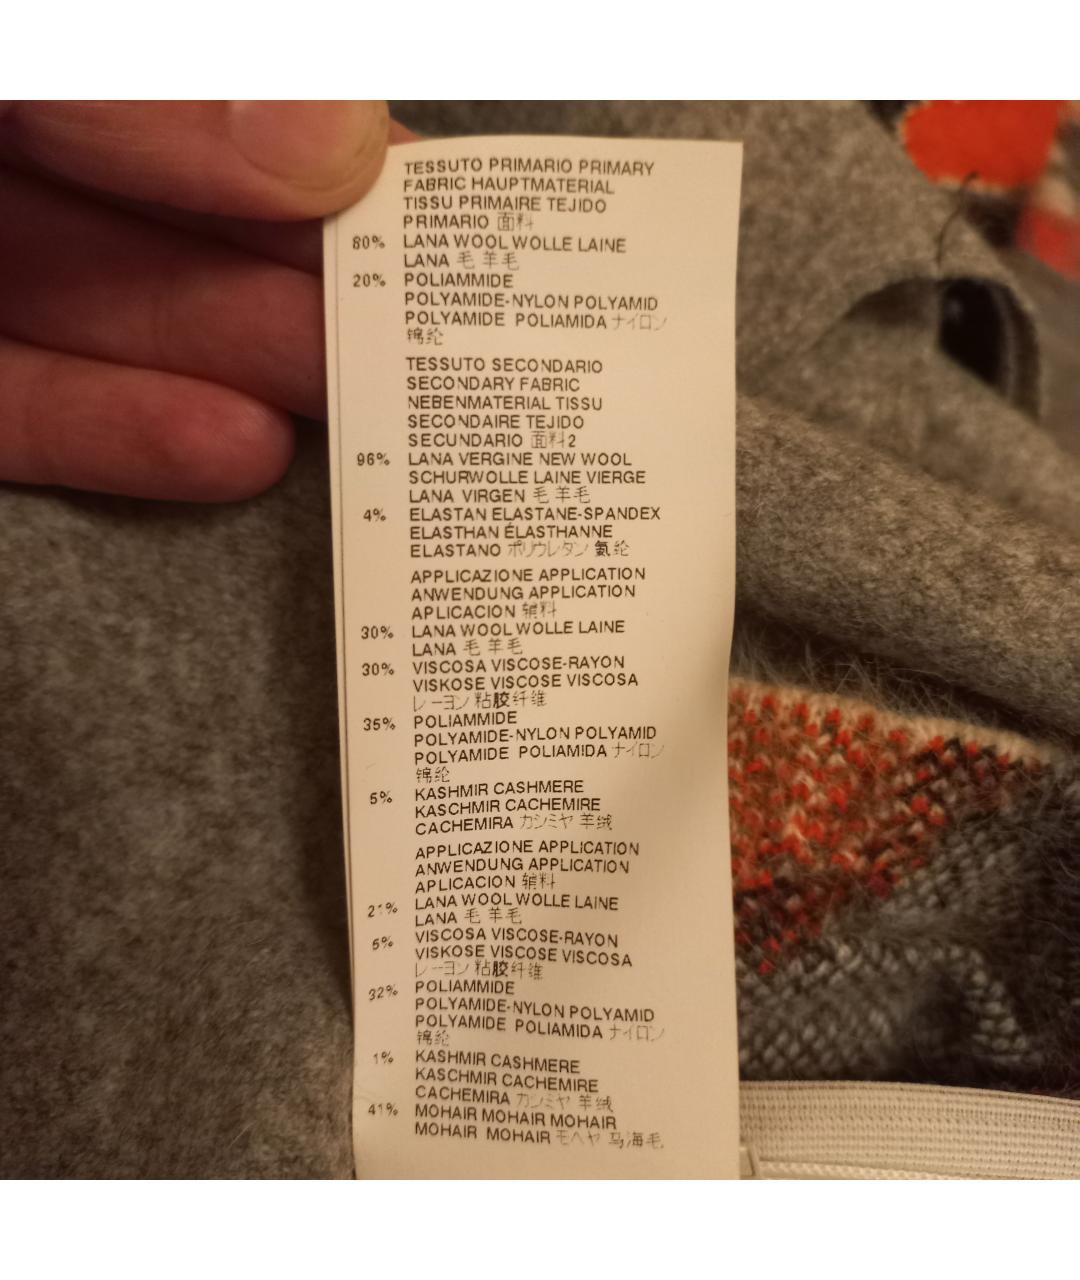 TESSUTO PRIMARIO PRIMARY
FABRIC HAUPTMATERIAL
TISSU PRIMAIRE TEJIDO
PRIMARIO 面料
80% LANA WOOL WOLLE LAINE
LANA 毛 羊毛
20% POLIAMMIDE
POLYAMIDE-NYLON POLYAMID
POLYAMIDE POLIAMIDA ナイロン
锦纶
TESSUTO SECONDARIO
SECONDARY FABRIC
NEBENMATERIAL TISSU
SECONDAIRE TEJIDO
SECUNDARIO 面料2
96% LANA VERGINE NEW WOOL
SCHURWOLLE LAINE VIERGE
LANA VIRGEN 毛 羊毛
4% ELASTAN ELASTANE-SPANDEX
ELASTHAN ÉLASTHANNE
ELASTANO ポリウレタン 氨纶
APPLICAZIONE APPLICATION
ANWENDUNG APPLICATION
APLICACION 辅料
30% LANA WOOL WOLLE LAINE
LANA 毛 羊毛
30% VISCOSA VISCOSE-RAYON
VISKOSE VISCOSE VISCOSA
レーヨン 粘胶纤维
35% POLIAMMIDE
POLYAMIDE-NYLON POLYAMID
POLYAMIDE POLIAMIDA ナイロン
锦纶
5% KASHMIR CASHMERE
KASCHMIR CACHEMIRE
CACHEMIRA カシミヤ 羊绒
APPLICAZIONE APPLICATION
ANWENDUNG APPLICATION
APLICACION 辅料
21% LANA WOOL WOLLE LAINE
LANA 毛 羊毛
5% VISCOSA VISCOSE-RAYON
VISKOSE VISCOSE VISCOSA
レーヨン 粘胶纤维
32% POLIAMMIDE
POLYAMIDE-NYLON POLYAMID
POLYAMIDE POLIAMIDA ナイロン
锦纶
1% KASHMIR CASHMERE
KASCHMIR CACHEMIRE
CACHEMIRA カシミヤ 羊绒
41% MOHAIR MOHAIR MOHAIR
MOHAIR MOHAIR モヘヤ 马海毛